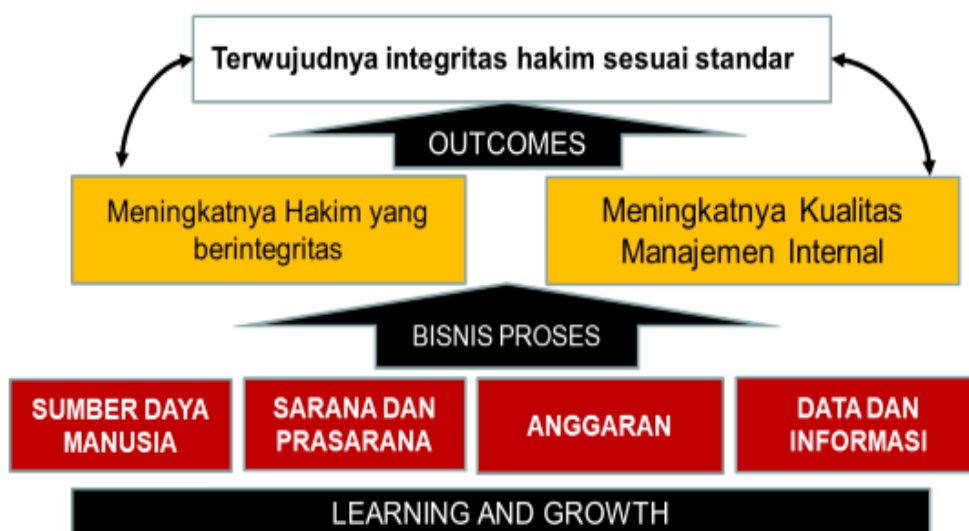 Terwujudnya integritas hakim sesuai standar
OUTCOMES
Meningkatnya Hakim yang
berintegritas
Meningkatnya Kualitas
Manajemen Internal
BISNIS PROSES
SUMBER DAYA
MANUSIA
SARANA DAN
PRASARANA
ANGGARAN
DATA DAN
INFORMASI
LEARNING AND GROWTH